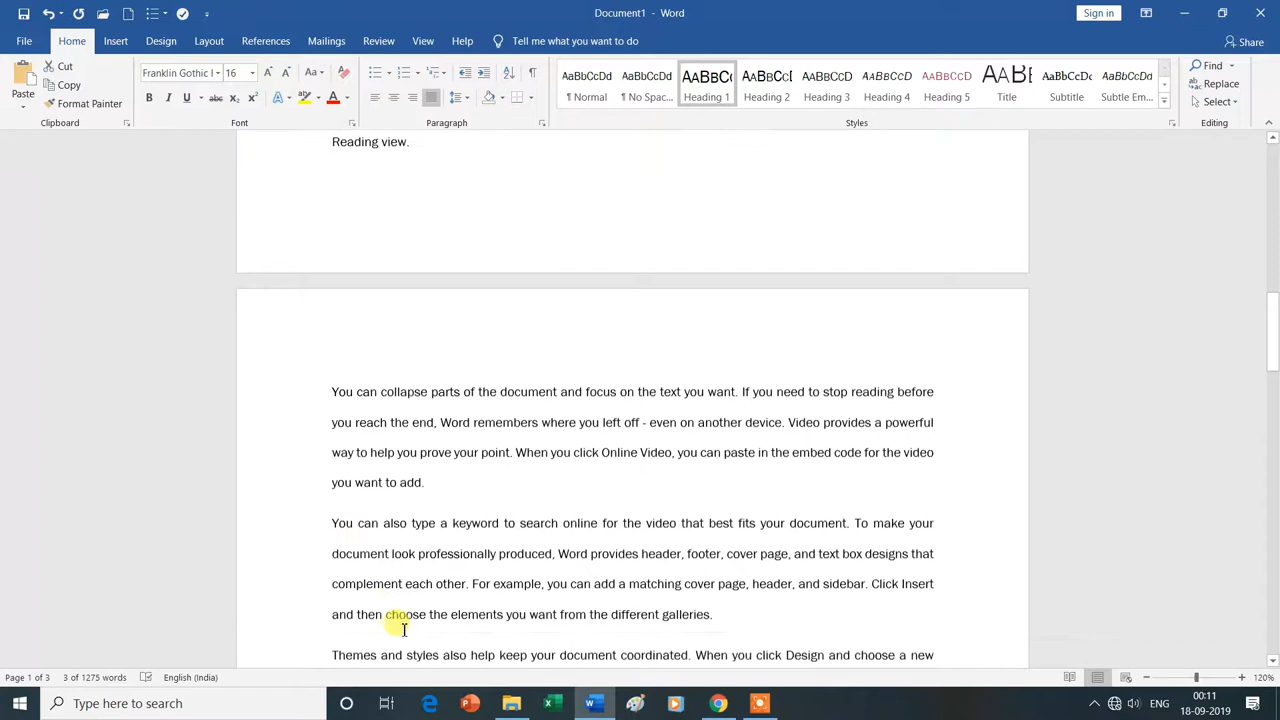 Document1 - Word
Sign in
File Home Insert Design Layout References Mailings Review View Help Tell me what you want to do Share
Paste
Cut
Copy
Format Painter
Clipboard
Franklin Gothic I 16
Font
Paragraph
AaBbCcDd AaBbCcDd AABBC AABBCCI AABBCCD AABBCCD AABBCCD AABB AABBCCDD AaBbCcDd
¶ Normal ¶ No Spac... Heading 1 Heading 2 Heading 3 Heading 4 Heading 5 Title Subtitle Subtle Em...
Styles
Find
Replace
Select
Editing
Reading view.
You can collapse parts of the document and focus on the text you want. If you need to stop reading before
you reach the end, Word remembers where you left off - even on another device. Video provides a powerful
way to help you prove your point. When you click Online Video, you can paste in the embed code for the video
you want to add.
You can also type a keyword to search online for the video that best fits your document. To make your
document look professionally produced, Word provides header, footer, cover page, and text box designs that
complement each other. For example, you can add a matching cover page, header, and sidebar. Click Insert
and then choose the elements you want from the different galleries.
Themes and styles also help keep your document coordinated. When you click Design and choose a new
Page 1 of 3 3 of 1275 words English (India) 120%
Type here to search
ENG
00:11
18-09-2019